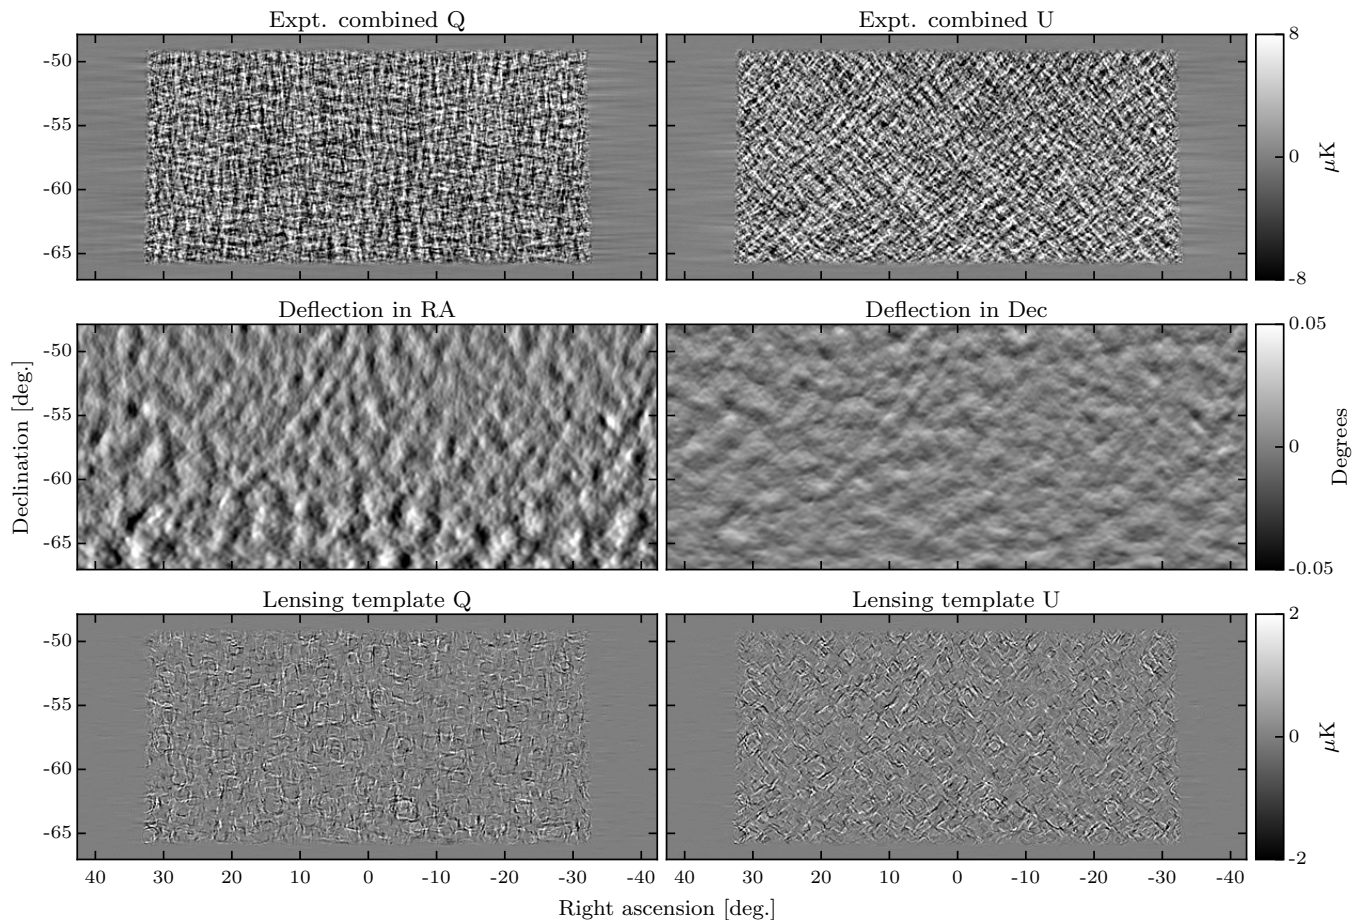 Expt. combined Q
Expt. combined U
-50
-55
-60
-65
8
0
-8
μK
Deflection in RA
Deflection in Dec
-50
-55
-60
-65
0.05
0
-0.05
Degrees
Declination [deg.]
Lensing template Q
Lensing template U
-50
-55
-60
-65
2
0
-2
μK
40 30 20 10 0 -10 -20 -30 -40
40 30 20 10 0 -10 -20 -30 -40
Right ascension [deg.]